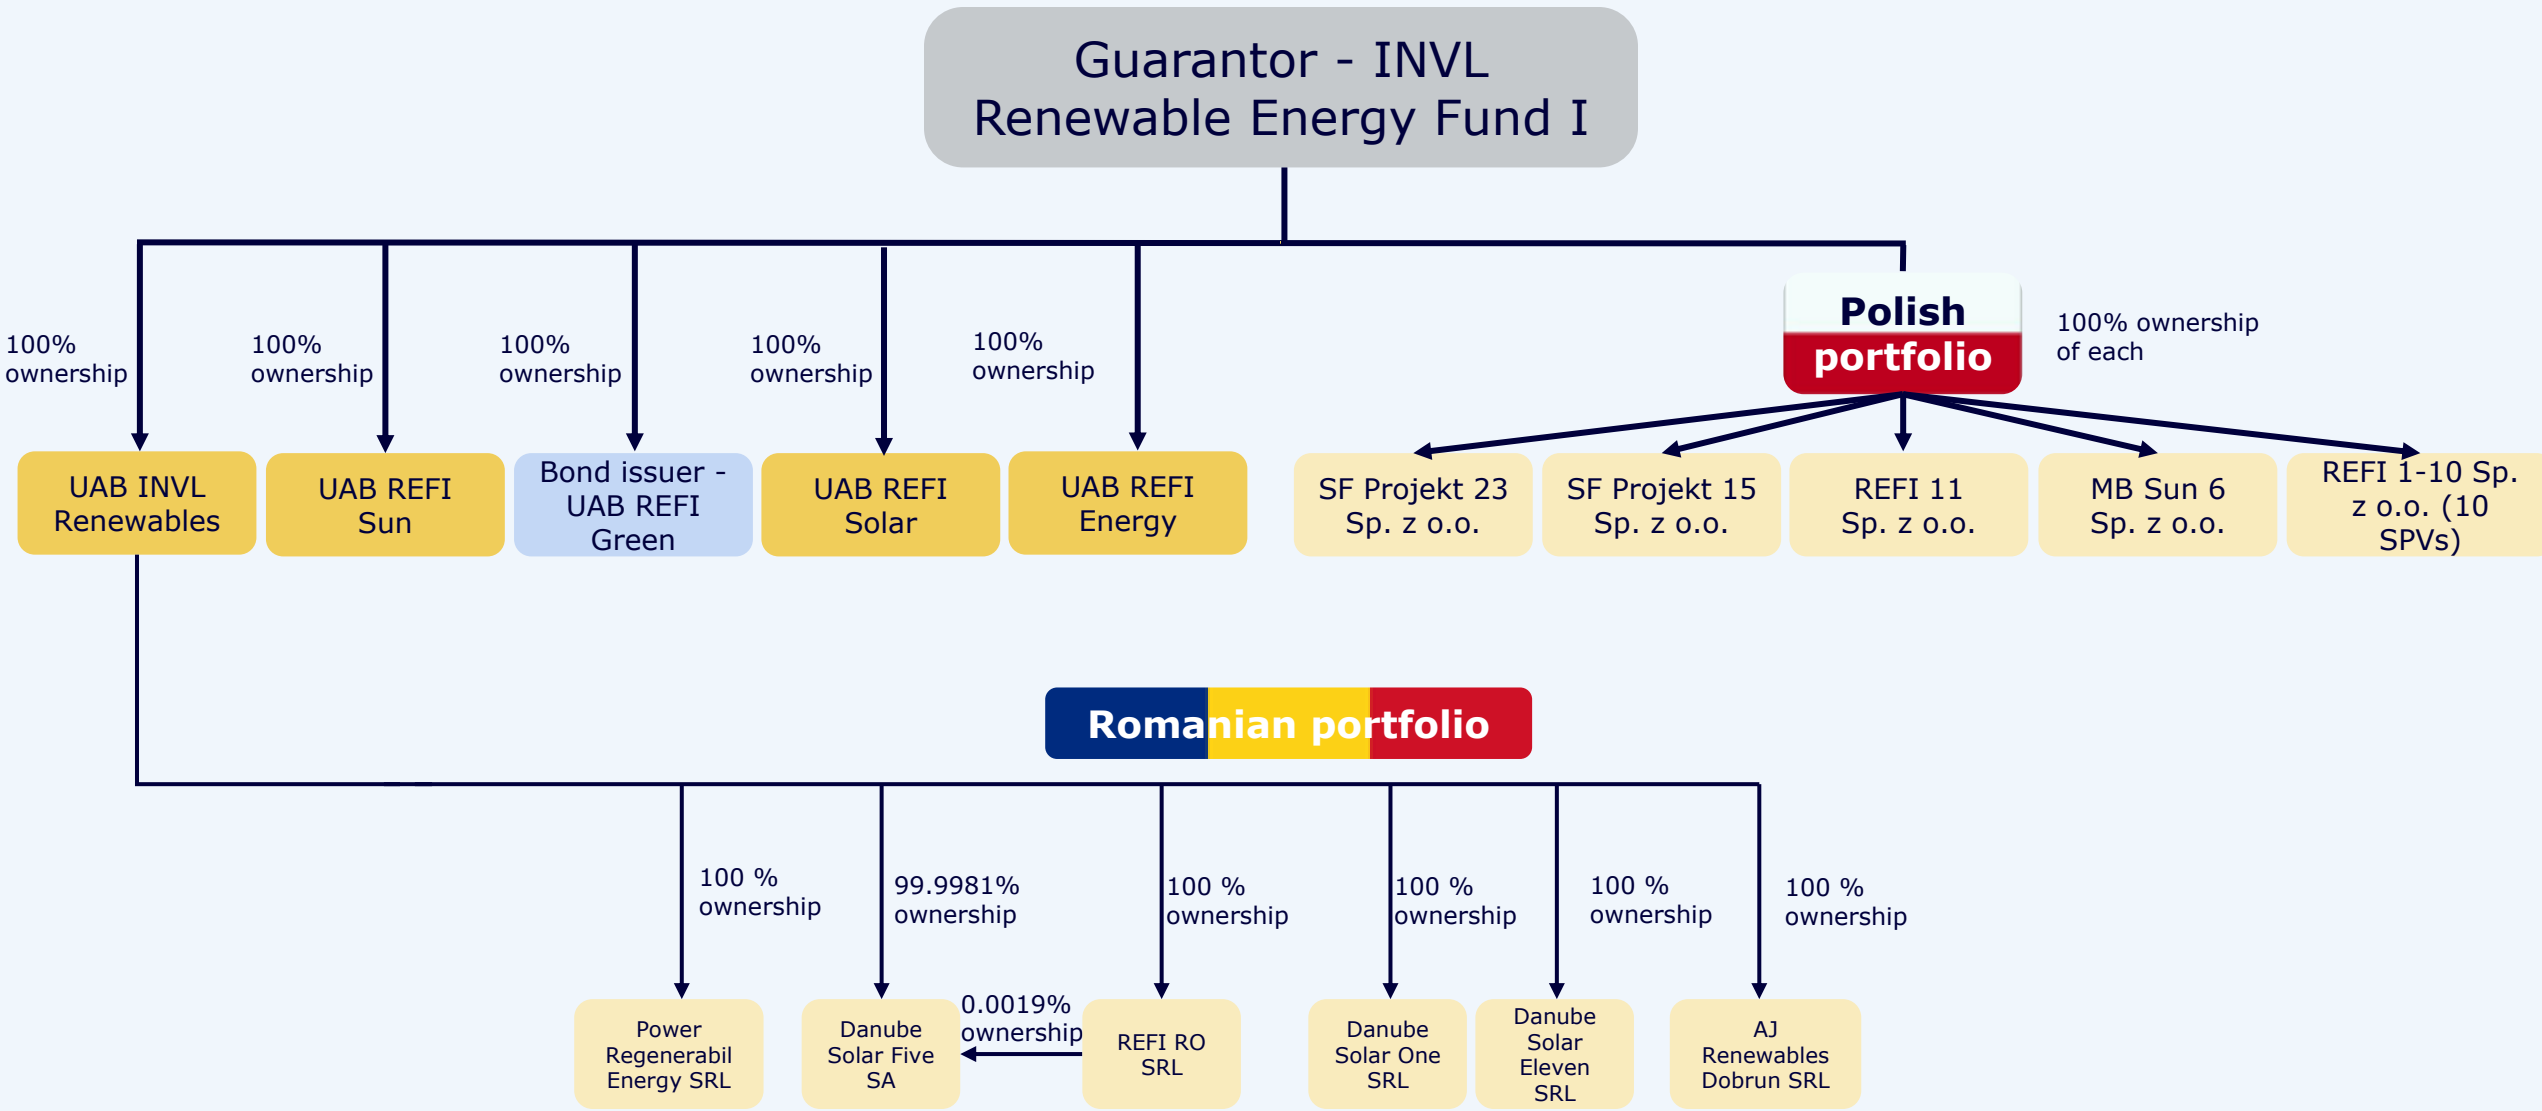 Guarantor - INVL
Renewable Energy Fund I
100%
ownership
100%
ownership
100%
ownership
100%
ownership
100%
ownership
Polish
portfolio
100% ownership
of each
UAB INVL
Renewables
UAB REFI
Sun
Bond issuer -
UAB REFI
Green
UAB REFI
Solar
UAB REFI
Energy
SF Projekt 23
Sp. z o.o.
SF Projekt 15
Sp. z o.o.
REFI 11
Sp. z o.o.
MB Sun 6
Sp. z o.o.
REFI 1-10 Sp.
z o.o. (10
SPVs)
Romanian portfolio
100 %
ownership
99.9981%
ownership
100 %
ownership
100 %
ownership
100 %
ownership
100 %
ownership
Power
Regenerabil
Energy SRL
Danube
Solar Five
SA
0.0019%
ownership
REFI RO
SRL
Danube
Solar One
SRL
Danube
Solar
Eleven
SRL
AJ
Renewables
Dobrun SRL